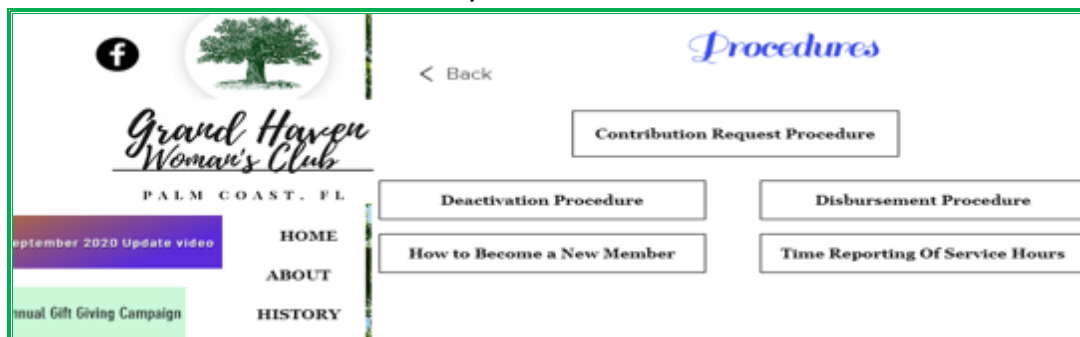 f
Grand Haven
Woman's Club
PALM COAST, FL
eptember 2020 Update video
nnual Gift Giving Campaign
HOME
ABOUT
HISTORY
Procedures
< Back
Contribution Request Procedure
Deactivation Procedure
Disbursement Procedure
How to Become a New Member
Time Reporting Of Service Hours